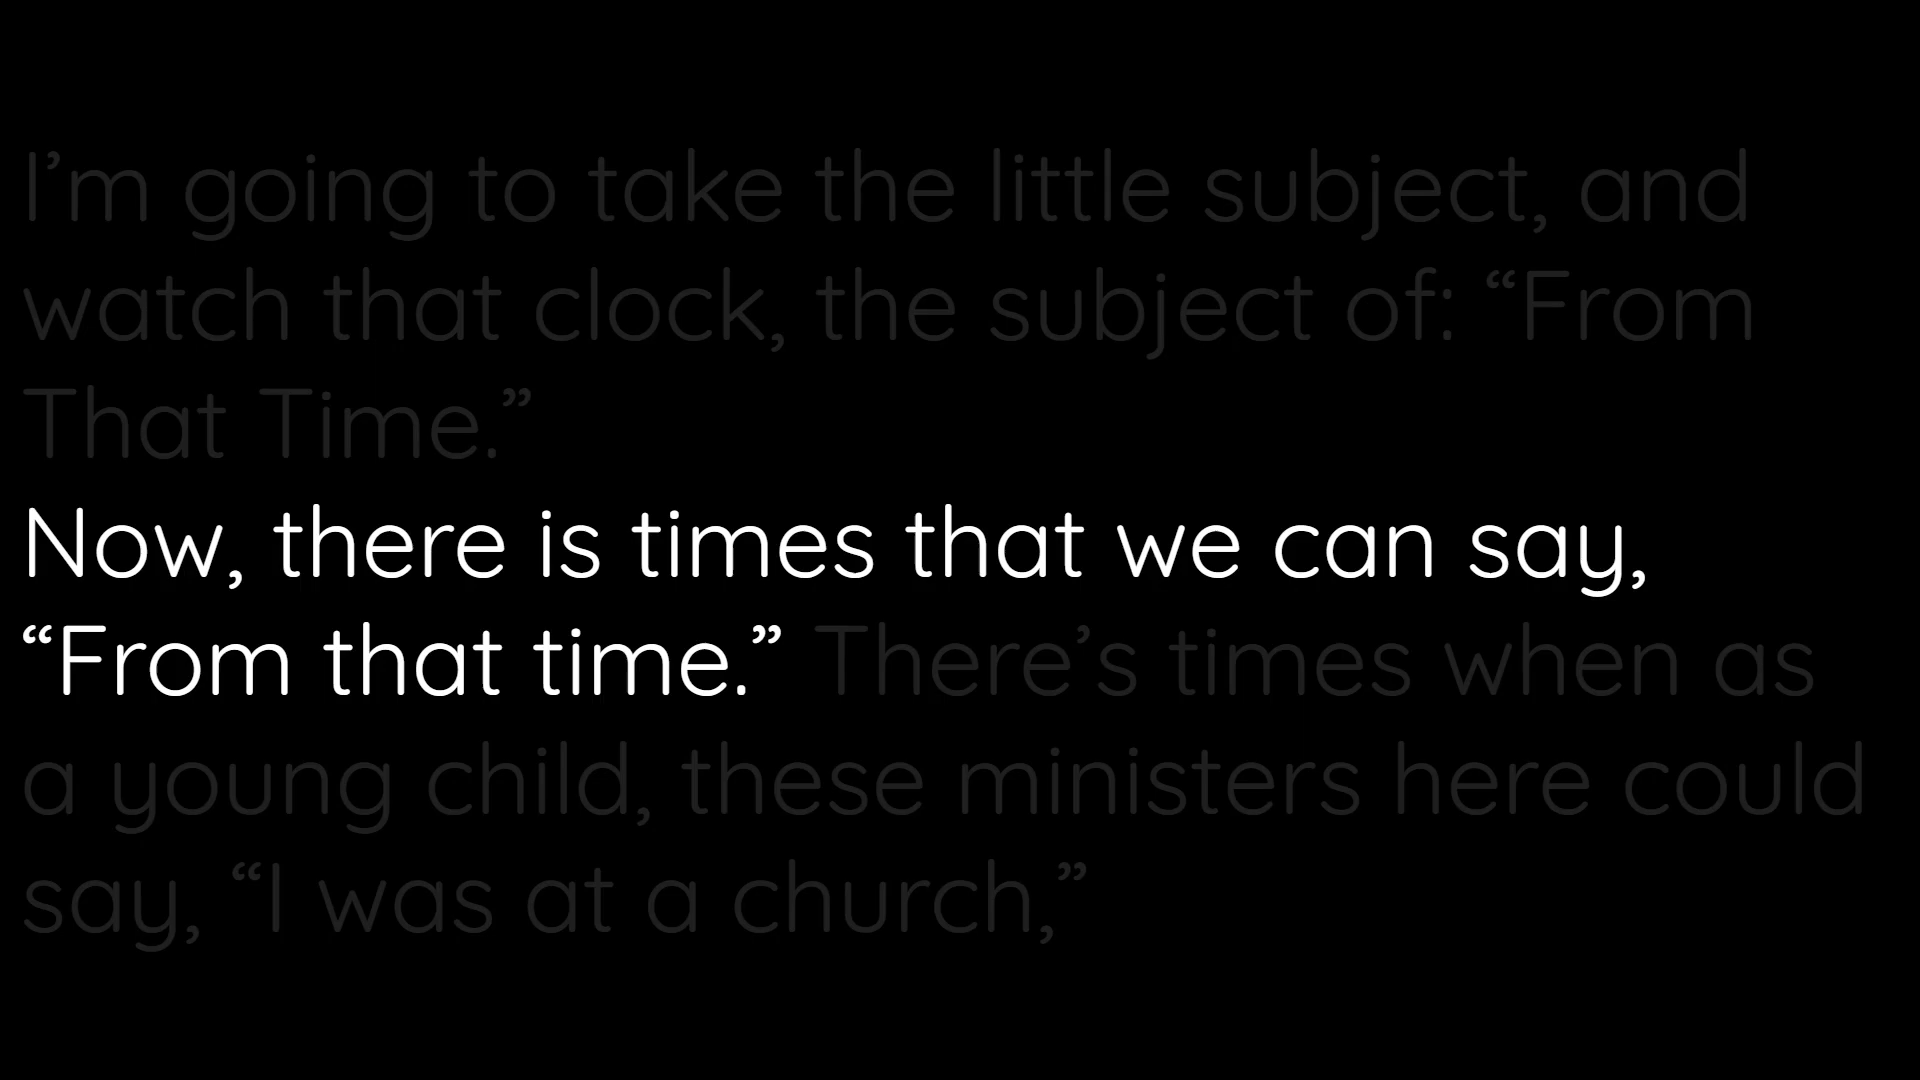 I’m going to take the little subject, and
watch that clock, the subject of: “From
That Time.”
Now, there is times that we can say,
“From that time.” There’s times when as
a young child, these ministers here could
say, “I was at a church,”